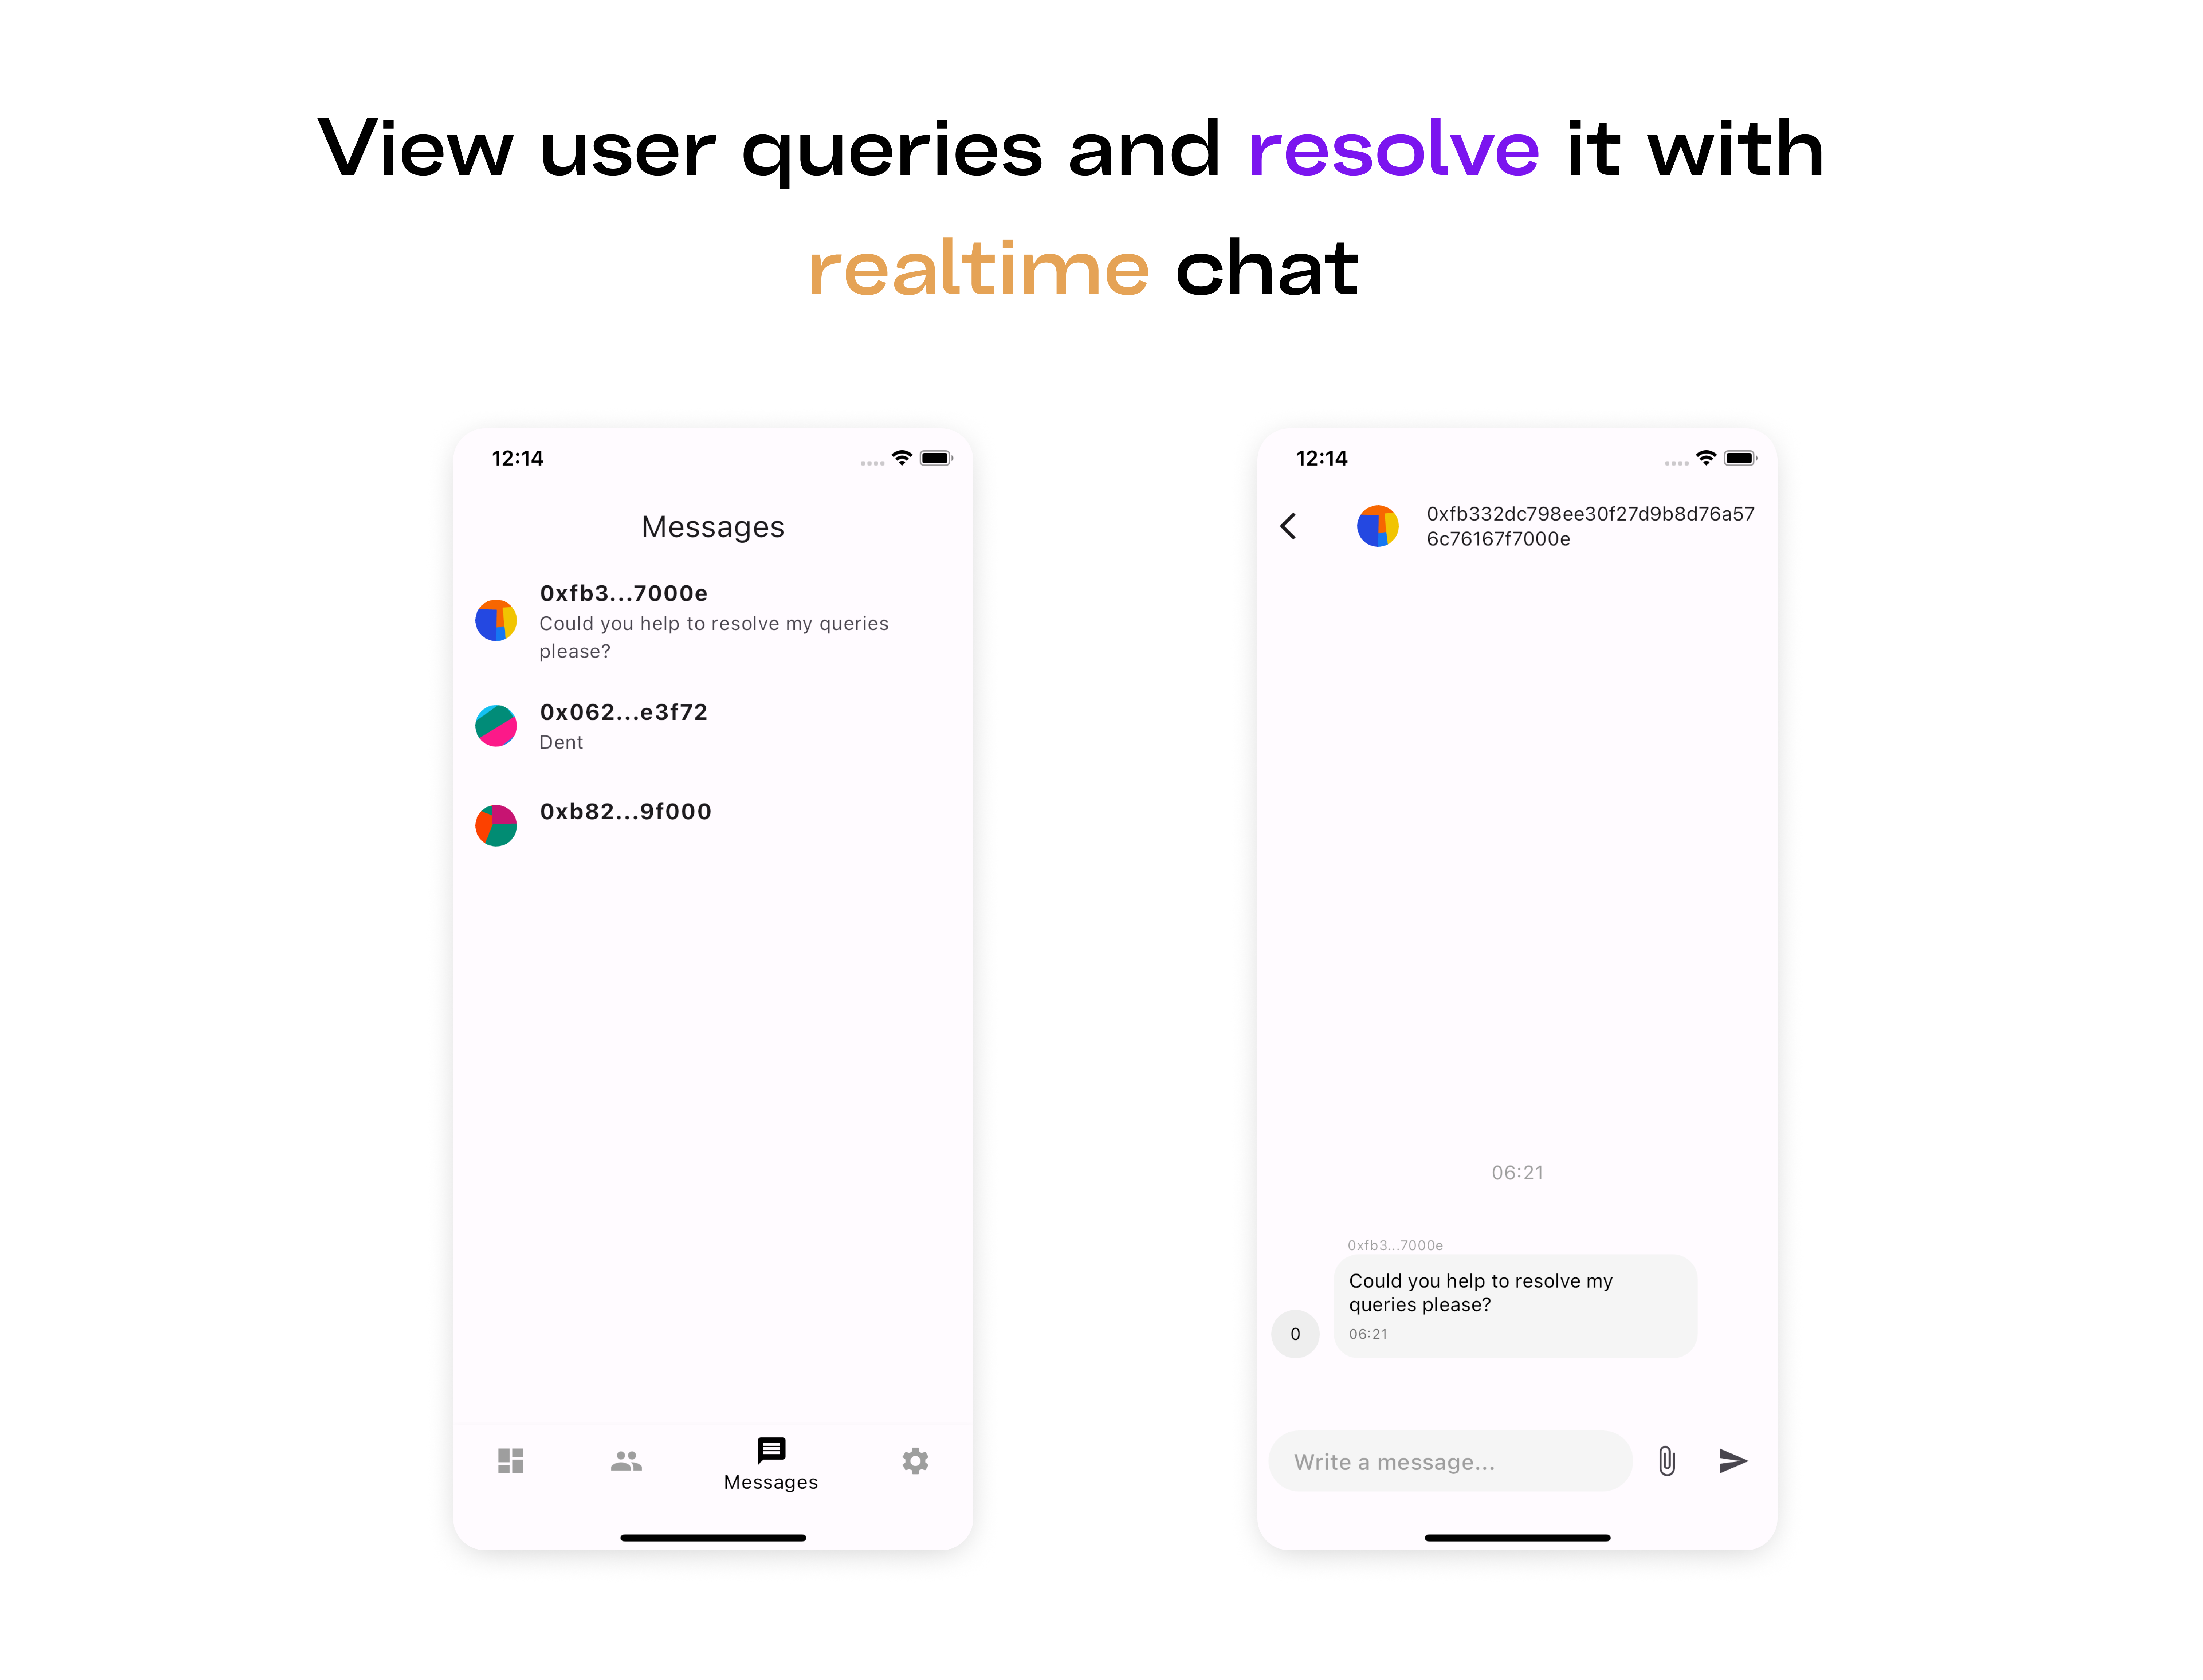 View user queries and resolve it with
realtime chat
12:14
Messages
0xfb3...7000e
Could you help to resolve my queries
please?
0x062...e3f72
Dent
0xb82...9f000
Messages
12:14
0xfb332dc798ee30f27d9b8d76a57
6c76167f7000e
06:21
0xfb3...7000e
Could you help to resolve my
queries please?
06:21
0
Write a message...